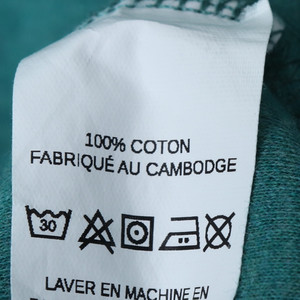 100% COTON
FABRIQUÉ AU CAMBODGE
30
LAVER EN MACHINE EN